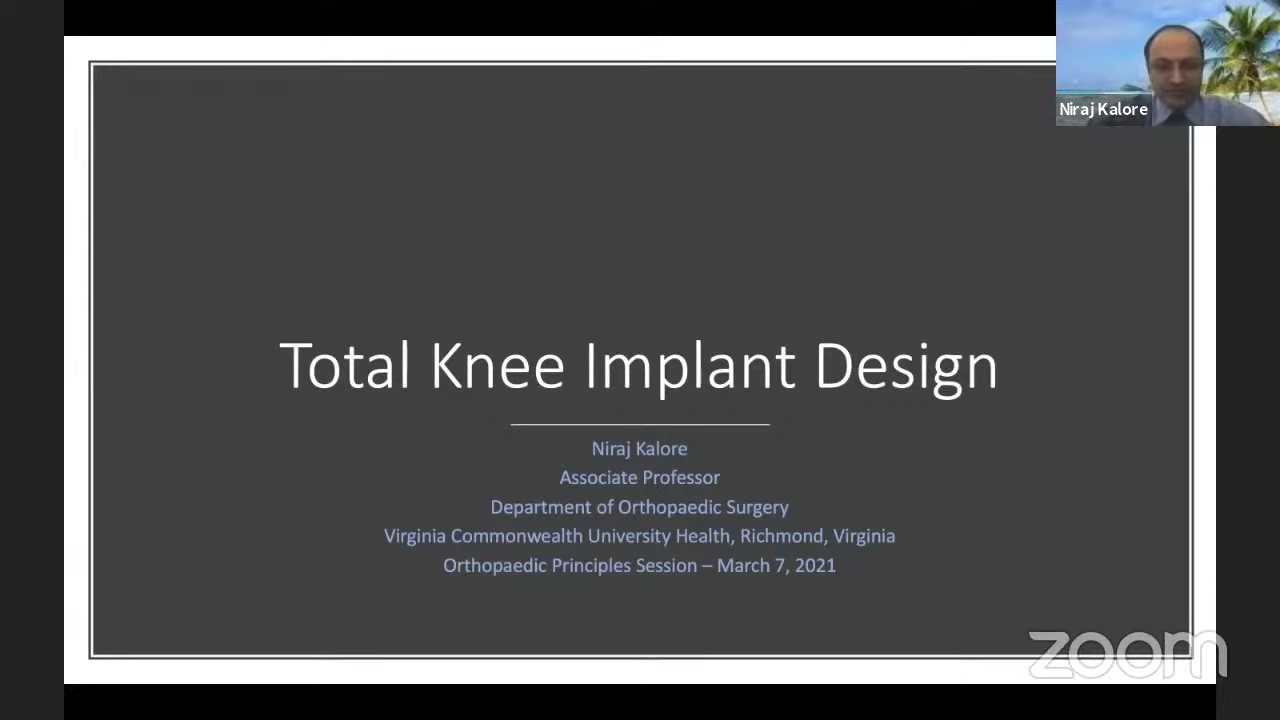 Niraj Kalore
Total Knee Implant Design
Niraj Kalore
Associate Professor
Department of Orthopaedic Surgery
Virginia Commonwealth University Health, Richmond, Virginia
Orthopaedic Principles Session – March 7, 2021
zoom